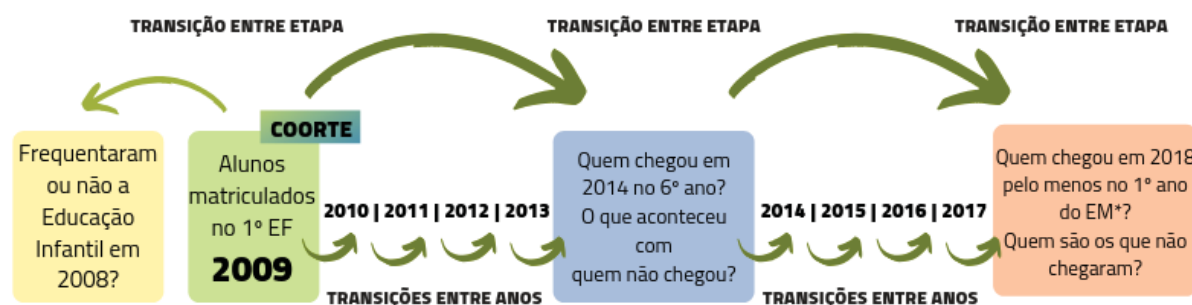 TRANSIÇÃO ENTRE ETAPA
TRANSIÇÃO ENTRE ETAPA
TRANSIÇÃO ENTRE ETAPA
Frequentaram
ou não a
Educação
Infantil em
2008?
COORTE
Alunos
matriculados
no 1º EF
2009
2010 | 2011 | 2012 | 2013
TRANSIÇÕES ENTRE ANOS
Quem chegou em
2014 no 6º ano?
O que aconteceu
com
quem não chegou?
2014 | 2015 | 2016 | 2017
TRANSIÇÕES ENTRE ANOS
Quem chegou em 2018
pelo menos no 1º ano
do EM*?
Quem são os que não
chegaram?